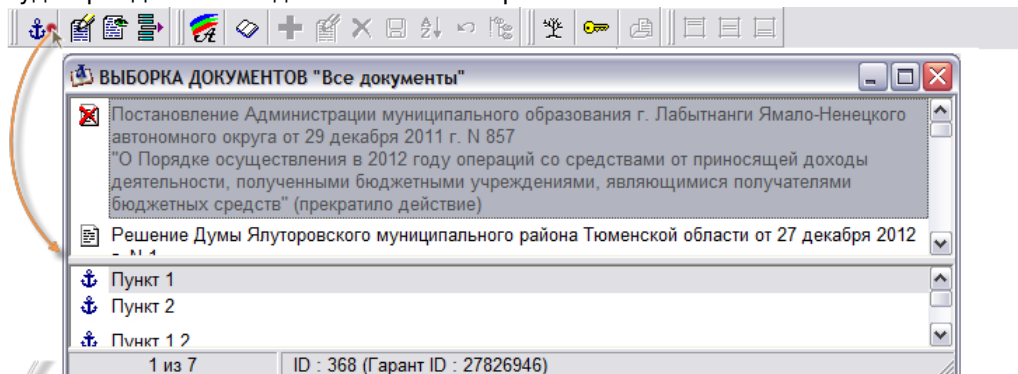 ВЫБОРКА ДОКУМЕНТОВ "Все документы"
Постановление Администрации муниципального образования г. Лабытнанги Ямало-Ненецкого
автономного округа от 29 декабря 2011 г. N 857
"О Порядке осуществления в 2012 году операций со средствами от приносящей доходы
деятельности, полученными бюджетными учреждениями, являющимися получателями
бюджетных средств" (прекратило действие)
Решение Думы Ялуторовского муниципального района Тюменской области от 27 декабря 2012
Пункт 1
Пункт 2
Пункт 1.2
1 из 7 ID : 368 (Гарант ID : 27826946)